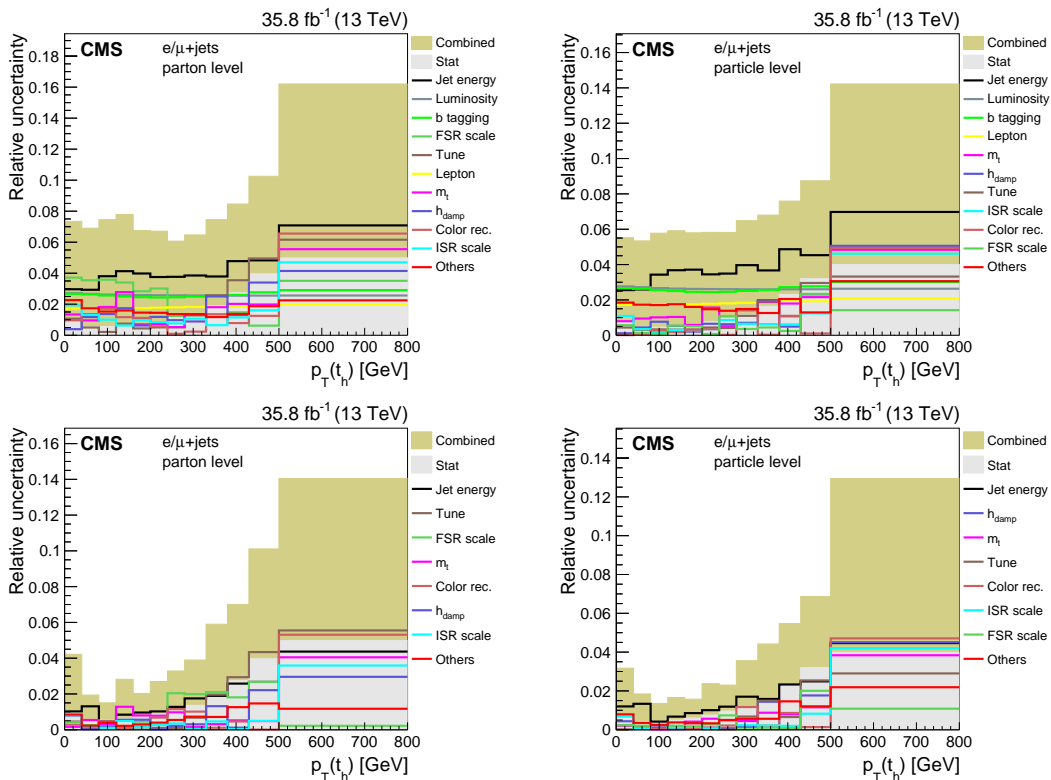 35.8 fb⁻¹ (13 TeV)
CMS
e/μ+jets
parton level
Relative uncertainty
0.18
0.16
0.14
0.12
0.1
0.08
0.06
0.04
0.02
0
0 100 200 300 400 500 600 700 800
p_T(t_h) [GeV]
Combined
Stat
Jet energy
Luminosity
b tagging
FSR scale
Tune
Lepton
m_t
h_damp
Color rec.
ISR scale
Others
35.8 fb⁻¹ (13 TeV)
CMS
e/μ+jets
particle level
Relative uncertainty
0.16
0.14
0.12
0.1
0.08
0.06
0.04
0.02
0
0 100 200 300 400 500 600 700 800
p_T(t_h) [GeV]
Combined
Stat
Jet energy
Luminosity
b tagging
Lepton
m_t
h_damp
Tune
ISR scale
Color rec.
FSR scale
Others
35.8 fb⁻¹ (13 TeV)
CMS
e/μ+jets
parton level
Relative uncertainty
0.16
0.14
0.12
0.1
0.08
0.06
0.04
0.02
0
0 100 200 300 400 500 600 700 800
p_T(t_h) [GeV]
Combined
Stat
Jet energy
Tune
FSR scale
m_t
Color rec.
h_damp
ISR scale
Others
35.8 fb⁻¹ (13 TeV)
CMS
e/μ+jets
particle level
Relative uncertainty
0.14
0.12
0.1
0.08
0.06
0.04
0.02
0
0 100 200 300 400 500 600 700 800
p_T(t_h) [GeV]
Combined
Stat
Jet energy
h_damp
m_t
Tune
Color rec.
ISR scale
FSR scale
Others